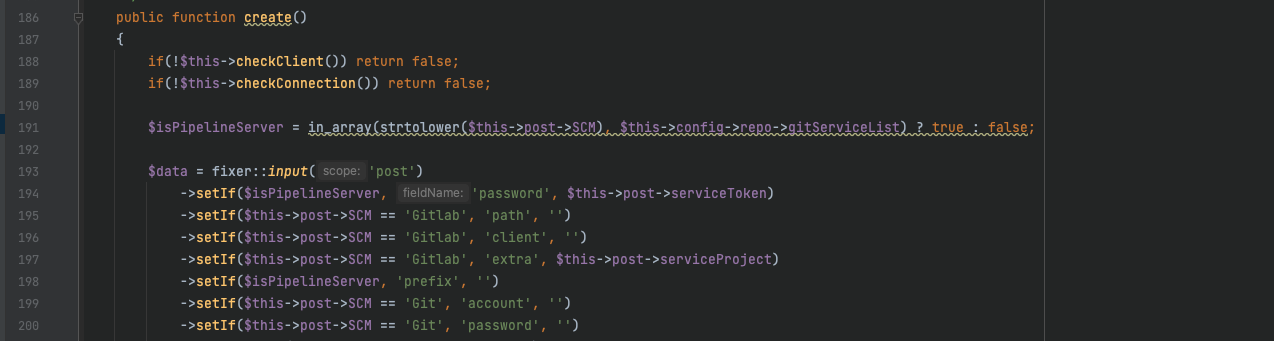 186 public function create()
187 {
188 if(!$this->checkClient()) return false;
189 if(!$this->checkConnection()) return false;
190
191 $isPipelineServer = in_array(strtolower($this->post->SCM), $this->config->repo->gitServiceList) ? true : false;
192
193 $data = fixer::input( scope: 'post')
194 ->setIf($isPipelineServer, fieldName: 'password', $this->post->serviceToken)
195 ->setIf($this->post->SCM == 'Gitlab', 'path', '')
196 ->setIf($this->post->SCM == 'Gitlab', 'client', '')
197 ->setIf($this->post->SCM == 'Gitlab', 'extra', $this->post->serviceProject)
198 ->setIf($isPipelineServer, 'prefix', '')
199 ->setIf($this->post->SCM == 'Git', 'account', '')
200 ->setIf($this->post->SCM == 'Git', 'password', '')